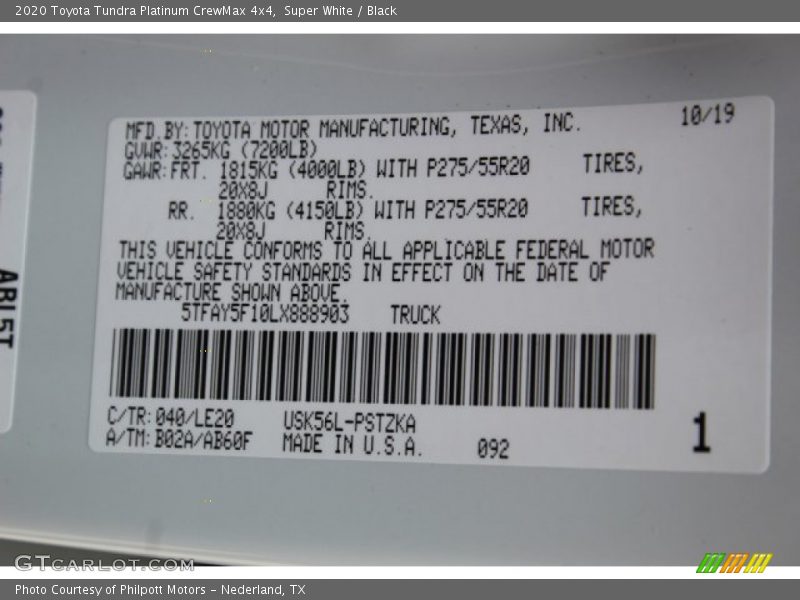 2020 Toyota Tundra Platinum CrewMax 4x4, Super White / Black
MFD.BY: TOYOTA MOTOR MANUFACTURING, TEXAS, INC. 10/19
GVWR: 3265KG (7200LB)
GAWR: FRT. 1815KG (4000LB) WITH P275/55R20 TIRES,
20X8J RIMS.
RR. 1880KG (4150LB) WITH P275/55R20 TIRES,
20X8J RIMS.
THIS VEHICLE CONFORMS TO ALL APPLICABLE FEDERAL MOTOR
VEHICLE SAFETY STANDARDS IN EFFECT ON THE DATE OF
MANUFACTURE SHOWN ABOVE.
5TFAY5F10LX888903 TRUCK
C/TR: 040/LE20 USK56L-PSTZKA
A/TM: B02A/AB60F MADE IN U.S.A. 092 1
GTCARLOT.COM
Photo Courtesy of Philpott Motors - Nederland, TX